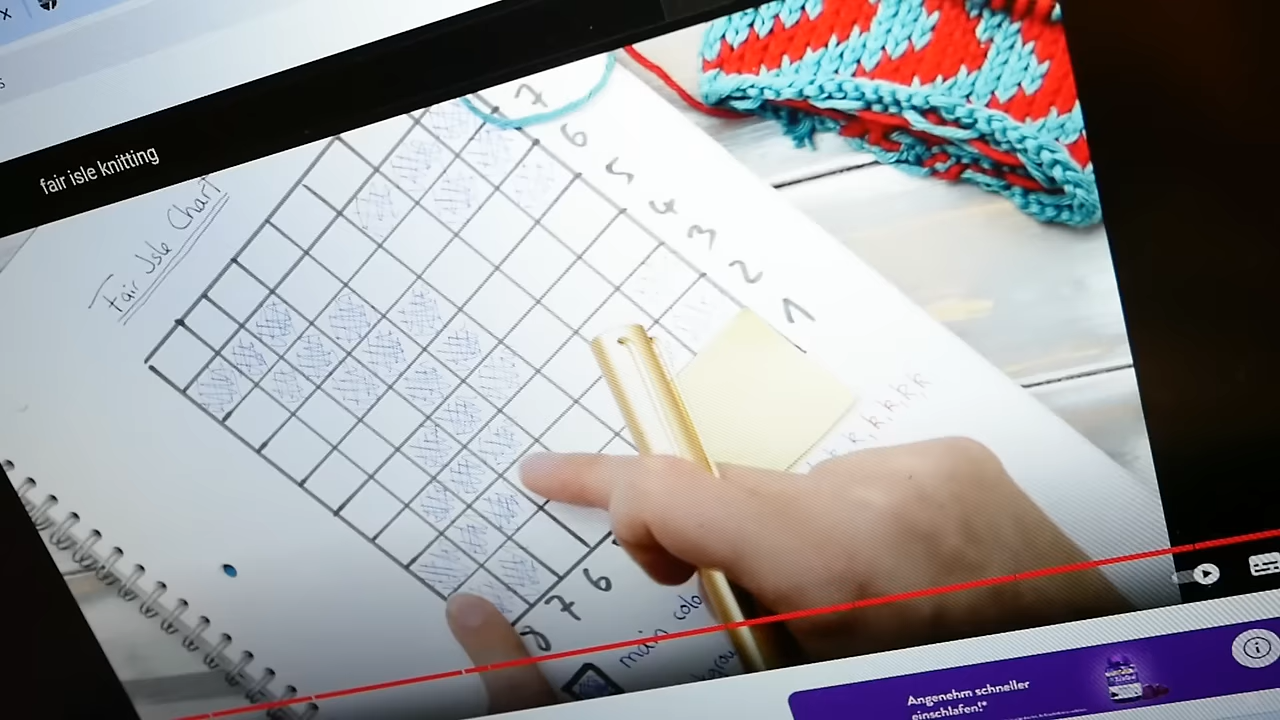 fair isle knitting
Fair Isle Chart
7
6
5
4
3
2
1
k, k, k, k
6
7
8
main colo
Angenehm schneller
einschlafen!*